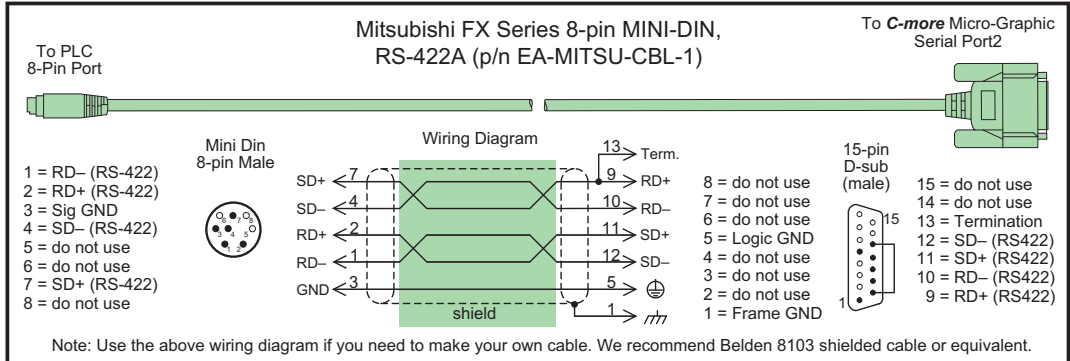 Mitsubishi FX Series 8-pin MINI-DIN,
RS-422A (p/n EA-MITSU-CBL-1)
To PLC
8-Pin Port
To C-more Micro-Graphic
Serial Port2
Mini Din
8-pin Male
Wiring Diagram
15-pin
D-sub
(male)
1 = RD– (RS-422)
2 = RD+ (RS-422)
3 = Sig GND
4 = SD– (RS-422)
5 = do not use
6 = do not use
7 = SD+ (RS-422)
8 = do not use
6 7 8
3 4 5
1 2
13 Term.
SD+ 7 9 RD+
SD– 4 10 RD–
RD+ 2 11 SD+
RD– 1 12 SD–
GND 3 5
shield 1
8 = do not use
7 = do not use
6 = do not use
5 = Logic GND
4 = do not use
3 = do not use
2 = do not use
1 = Frame GND
15
1
15 = do not use
14 = do not use
13 = Termination
12 = SD– (RS422)
11 = SD+ (RS422)
10 = RD– (RS422)
9 = RD+ (RS422)
Note: Use the above wiring diagram if you need to make your own cable. We recommend Belden 8103 shielded cable or equivalent.